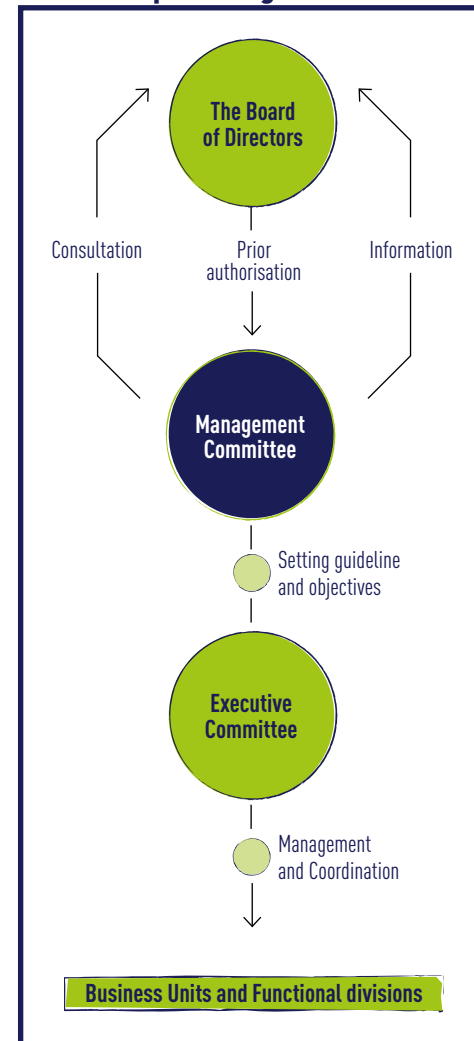 The Board
of Directors
Consultation
Prior
authorisation
Information
Management
Committee
Setting guideline
and objectives
Executive
Committee
Management
and Coordination
Business Units and Functional divisions